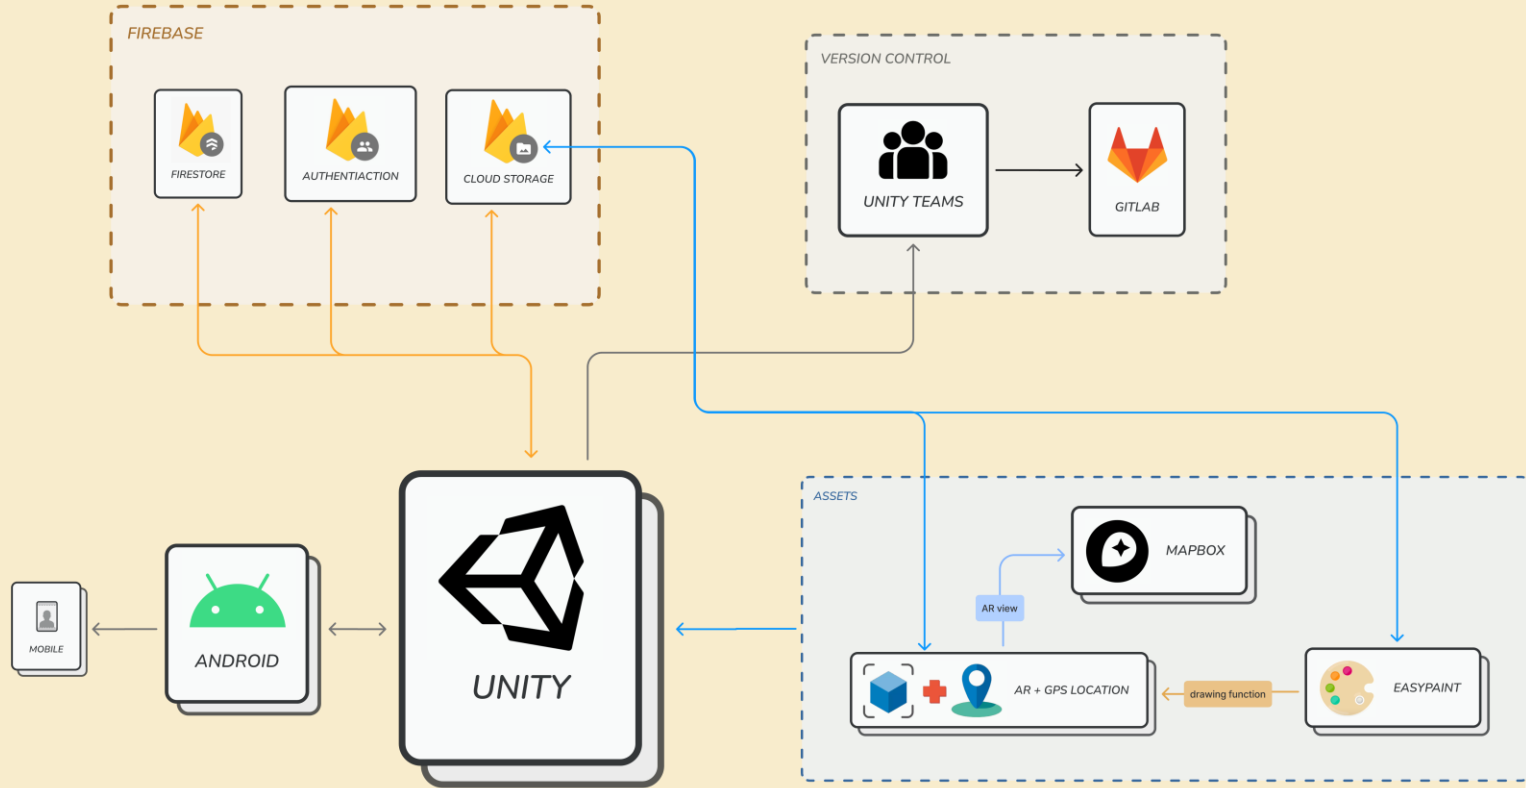 FIREBASE
FIRESTORE
AUTHENTIACTION
CLOUD STORAGE
VERSION CONTROL
UNITY TEAMS
GITLAB
MOBILE
ANDROID
UNITY
ASSETS
MAPBOX
AR view
AR + GPS LOCATION
drawing function
EASYPAINT